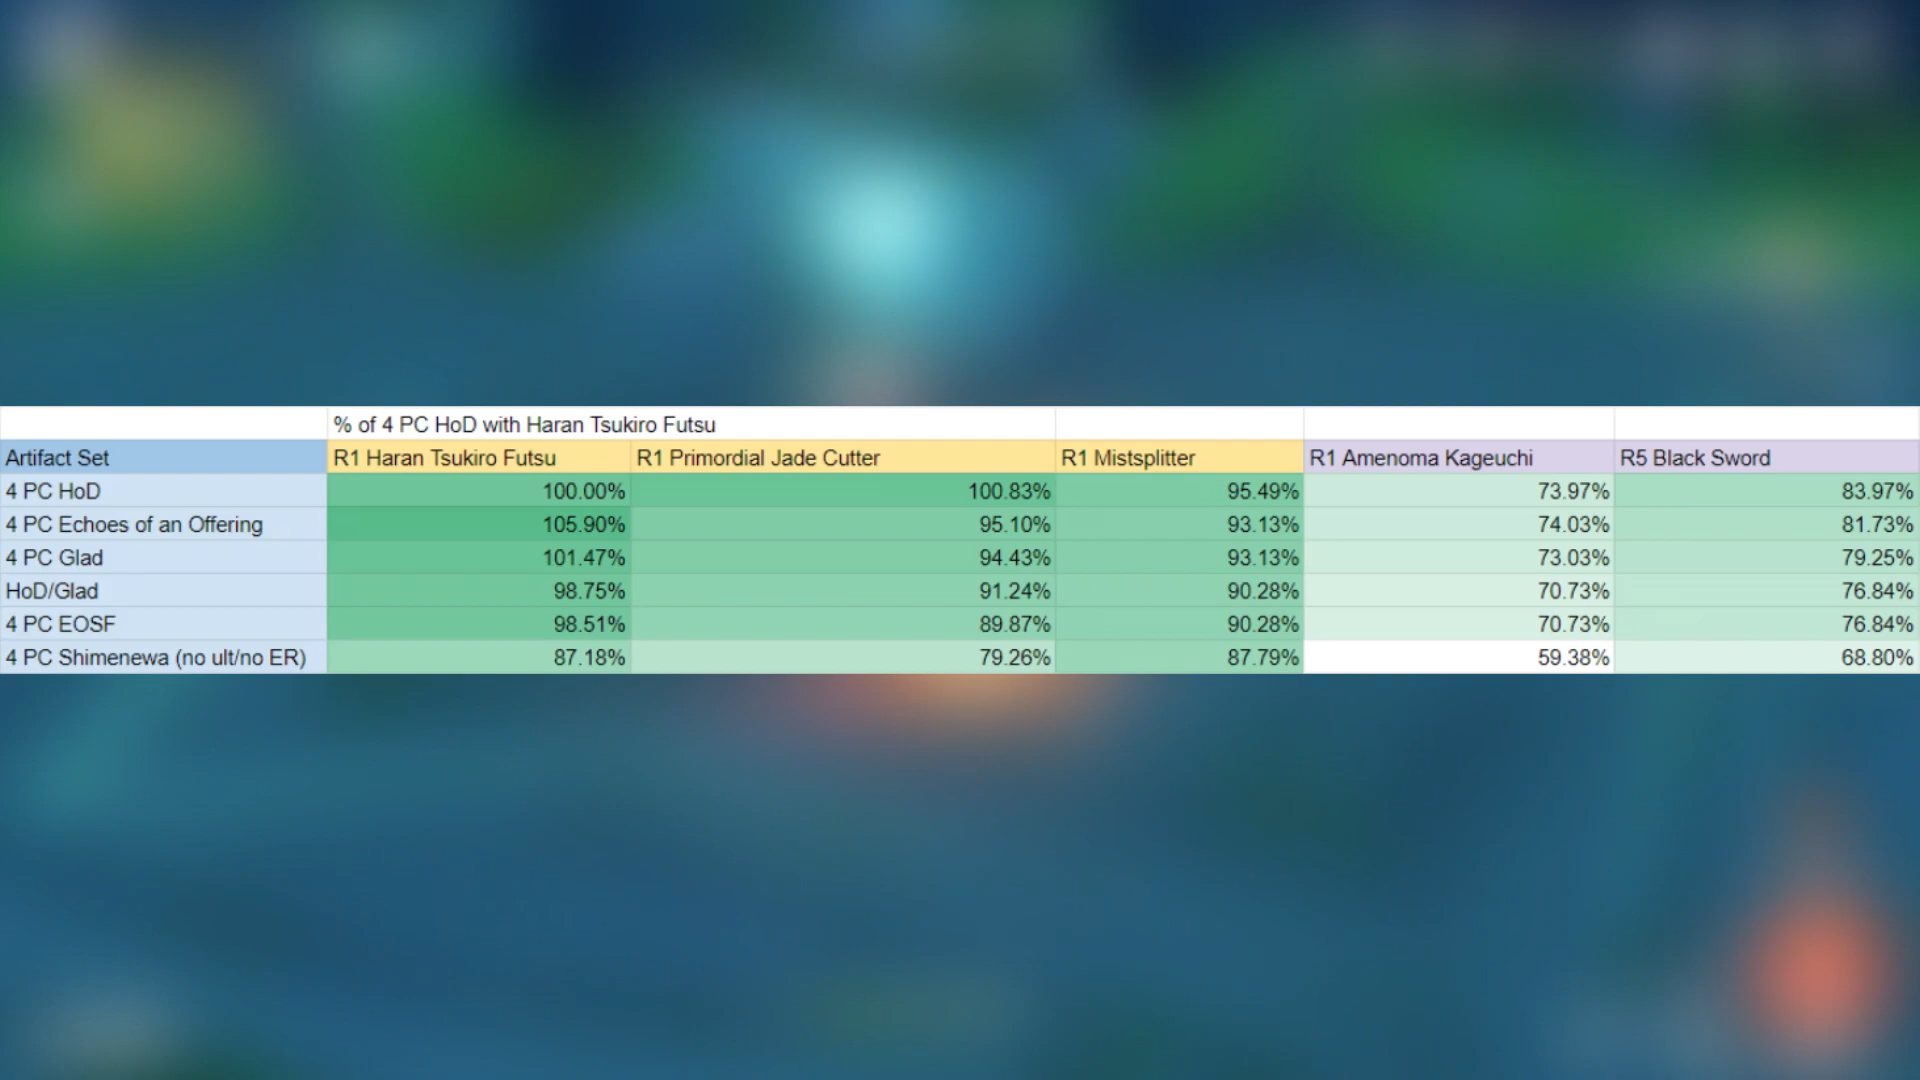 % of 4 PC HoD with Haran Tsukiro Futsu
Artifact Set R1 Haran Tsukiro Futsu R1 Primordial Jade Cutter R1 Mistsplitter R1 Amenoma Kageuchi R5 Black Sword
4 PC HoD 100.00% 100.83% 95.49% 73.97% 83.97%
4 PC Echoes of an Offering 105.90% 95.10% 93.13% 74.03% 81.73%
4 PC Glad 101.47% 94.43% 93.13% 73.03% 79.25%
HoD/Glad 98.75% 91.24% 90.28% 70.73% 76.84%
4 PC EOSF 98.51% 89.87% 90.28% 70.73% 76.84%
4 PC Shimenewa (no ult/no ER) 87.18% 79.26% 87.79% 59.38% 68.80%